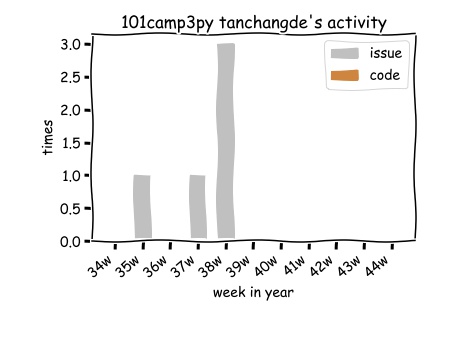 101camp3py tanchangde's activity
issue
code
3.0
2.5
2.0
1.5
1.0
0.5
0.0
times
34w
35w
36w
37w
38w
39w
40w
41w
42w
43w
44w
week in year